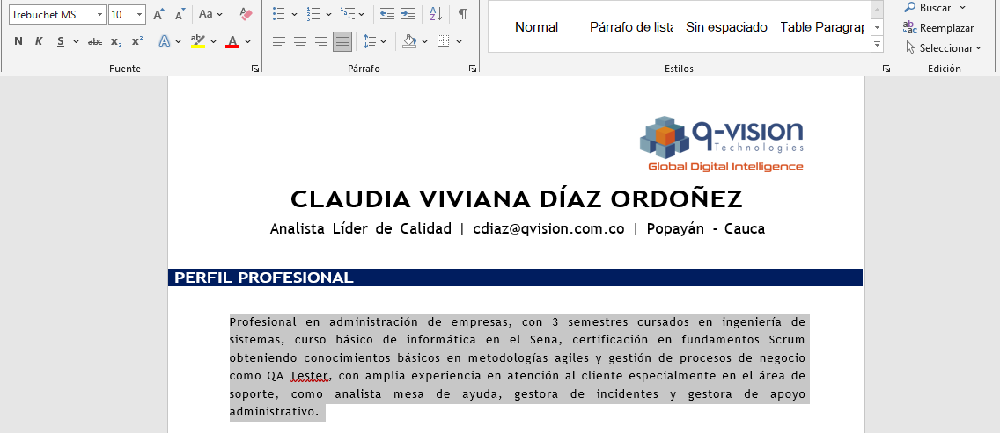 Trebuchet MS 10 A A Aa A
Buscar
Normal Párrafo de lista Sin espaciado Table Paragrap
Reemplazar
N K S abc x₂ x² A ab A
Seleccionar
Fuente Párrafo Estilos Edición
q-vision
Technologies
Global Digital Intelligence
CLAUDIA VIVIANA DÍAZ ORDOÑEZ
Analista Líder de Calidad | cdiaz@qvision.com.co | Popayán - Cauca
PERFIL PROFESIONAL
Profesional en administración de empresas, con 3 semestres cursados en ingeniería de
sistemas, curso básico de informática en el Sena, certificación en fundamentos Scrum
obteniendo conocimientos básicos en metodologías agiles y gestión de procesos de negocio
como QA Tester, con amplia experiencia en atención al cliente especialmente en el área de
soporte, como analista mesa de ayuda, gestora de incidentes y gestora de apoyo
administrativo.